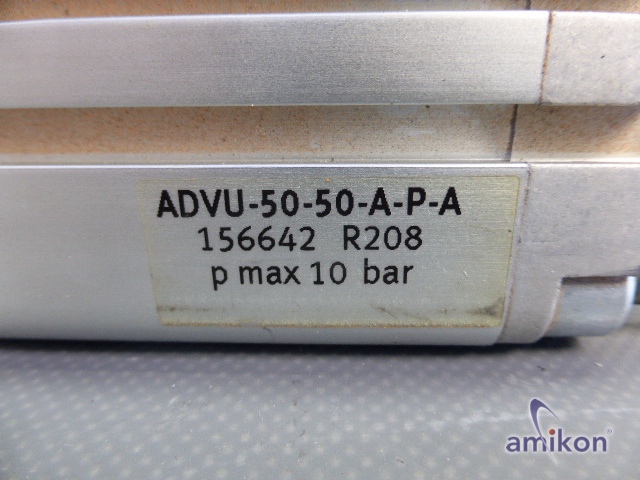 ADVU-50-50-A-P-A
156642 R208
p max 10 bar
amikon